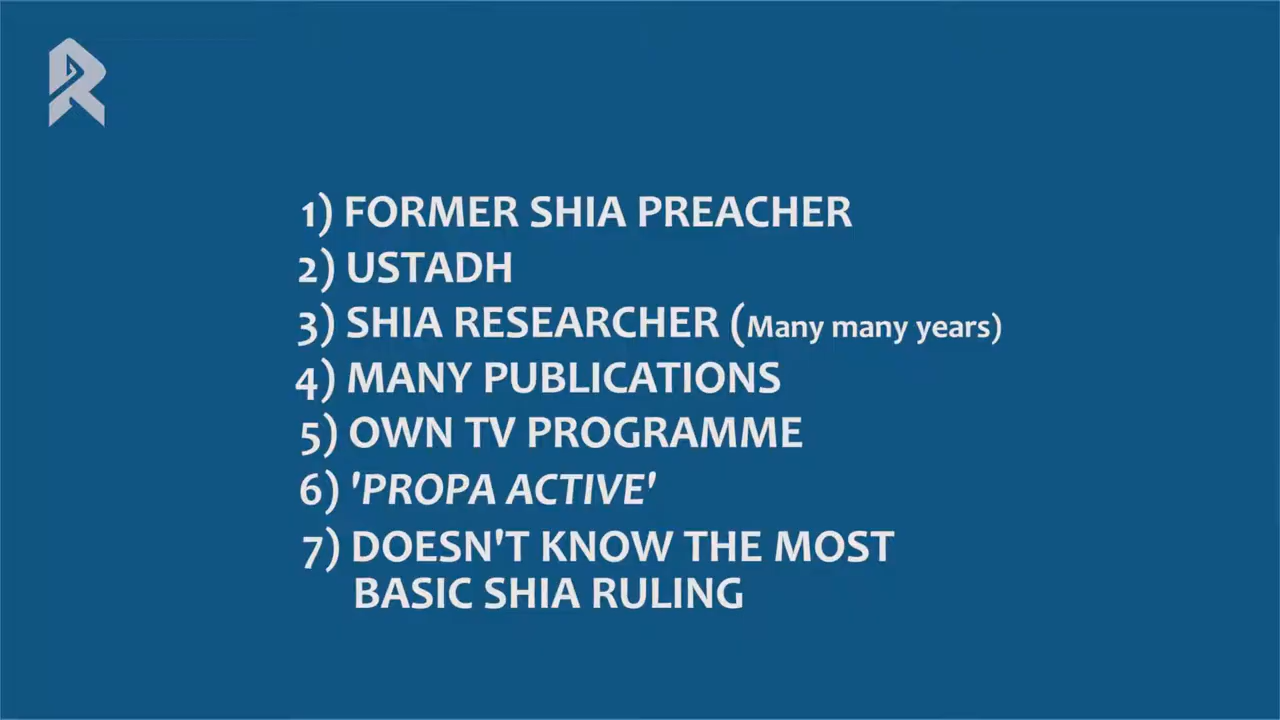 1) FORMER SHIA PREACHER
2) USTADH
3) SHIA RESEARCHER (Many many years)
4) MANY PUBLICATIONS
5) OWN TV PROGRAMME
6) 'PROPA ACTIVE'
7) DOESN'T KNOW THE MOST
BASIC SHIA RULING